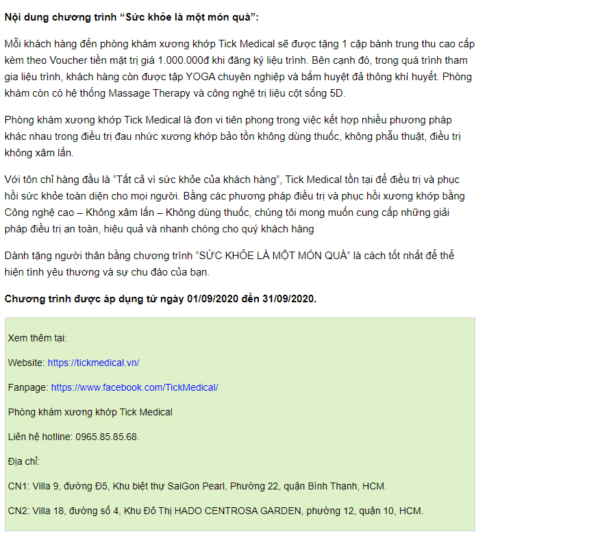 Nội dung chương trình “Sức khỏe là một món quà”:
Mỗi khách hàng đến phòng khám xương khớp Tick Medical sẽ được tặng 1 cặp bánh trung thu cao cấp
kèm theo Voucher tiền mặt trị giá 1.000.000đ khi đăng ký liệu trình. Bên cạnh đó, trong quá trình tham
gia liệu trình, khách hàng còn được tập YOGA chuyên nghiệp và bấm huyệt đả thông khí huyết. Phòng
khám còn có hệ thống Massage Therapy và công nghệ trị liệu cột sống 5D.
Phòng khám xương khớp Tick Medical là đơn vi tiên phong trong việc kết hợp nhiều phương pháp
khác nhau trong điều trị đau nhức xương khớp bảo tồn không dùng thuốc, không phẫu thuật, điều trị
không xâm lấn.
Với tôn chỉ hàng đầu là “Tất cả vì sức khỏe của khách hàng”, Tick Medical tồn tại để điều trị và phục
hồi sức khỏe toàn diện cho mọi người. Bằng các phương pháp điều trị và phục hồi xương khớp bằng
Công nghệ cao – Không xâm lấn – Không dùng thuốc, chúng tôi mong muốn cung cấp những giải
pháp điều trị an toàn, hiệu quả và nhanh chóng cho quý khách hàng
Dành tặng người thân bằng chương trình “SỨC KHỎE LÀ MỘT MÓN QUÀ” là cách tốt nhất để thể
hiện tình yêu thương và sự chu đáo của bạn.
Chương trình được áp dụng từ ngày 01/09/2020 đến 31/09/2020.
Xem thêm tại:
Website: https://tickmedical.vn/
Fanpage: https://www.facebook.com/TickMedical/
Phòng khám xương khớp Tick Medical
Liên hệ hotline: 0965.85.85.68.
Địa chỉ:
CN1: Villa 9, đường Đ5, Khu biệt thự SaiGon Pearl, Phường 22, quận Bình Thạnh, HCM.
CN2: Villa 18, đường số 4, Khu Đô Thị HADO CENTROSA GARDEN, phường 12, quận 10, HCM.